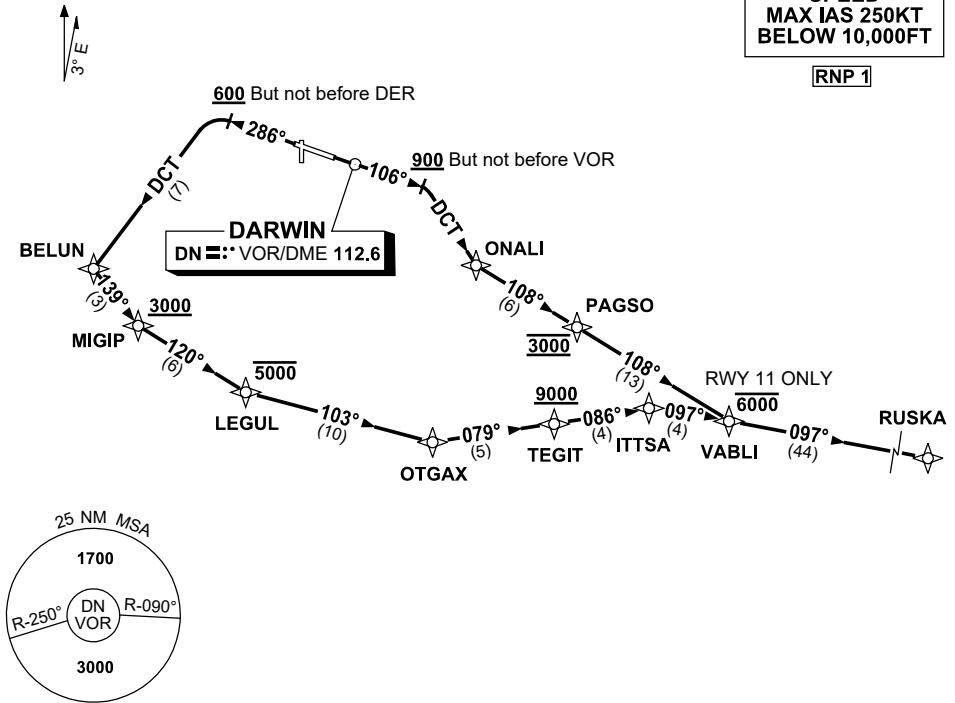 MAX IAS 250KT
BELOW 10,000FT
RNP 1
3° E
600 But not before DER
286°
106°
900 But not before VOR
DCT
(7)
DCT
DARWIN
DN VOR/DME 112.6
BELUN
139°
(3)
MIGIP
3000
120°
(6)
5000
LEGUL
103°
(10)
OTGAX
079°
(5)
9000
TEGIT
086°
(4)
ITTSA
097°
(4)
ONALI
108°
(6)
PAGSO
3000
108°
(13)
RWY 11 ONLY
6000
VABLI
097°
(44)
RUSKA
25 NM MSA
1700
R-250°
DN
VOR
R-090°
3000